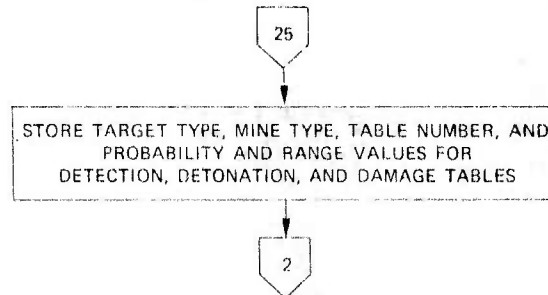 25
STORE TARGET TYPE, MINE TYPE, TABLE NUMBER, AND
PROBABILITY AND RANGE VALUES FOR
DETECTION, DETONATION, AND DAMAGE TABLES
2